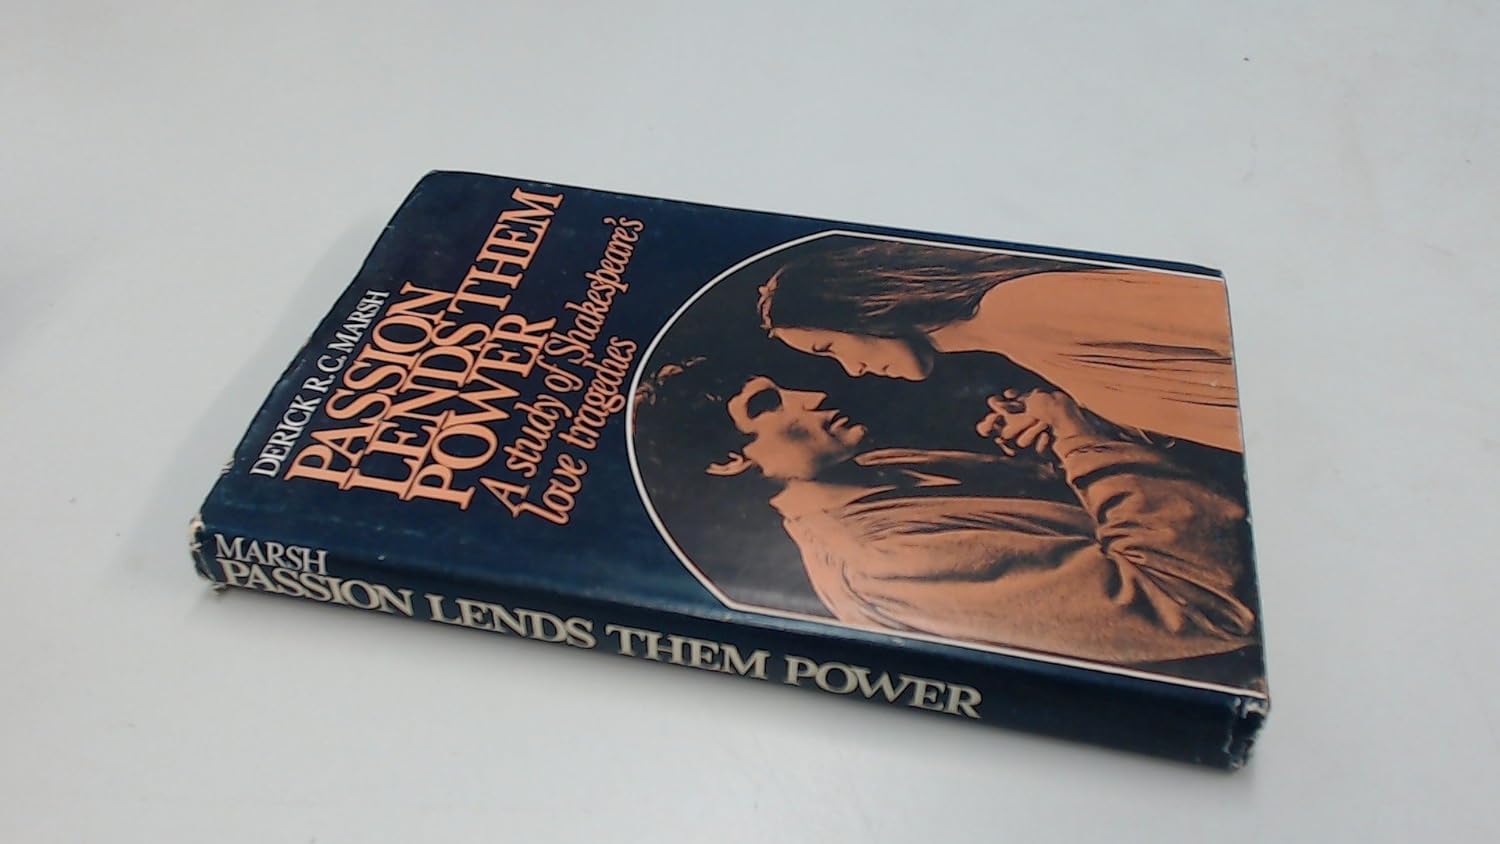 DERICK R. C. MARSH
PASSION
LENDS THEM
POWER
A study of Shakespeare's
love tragedies
MARSH
PASSION LENDS THEM POWER